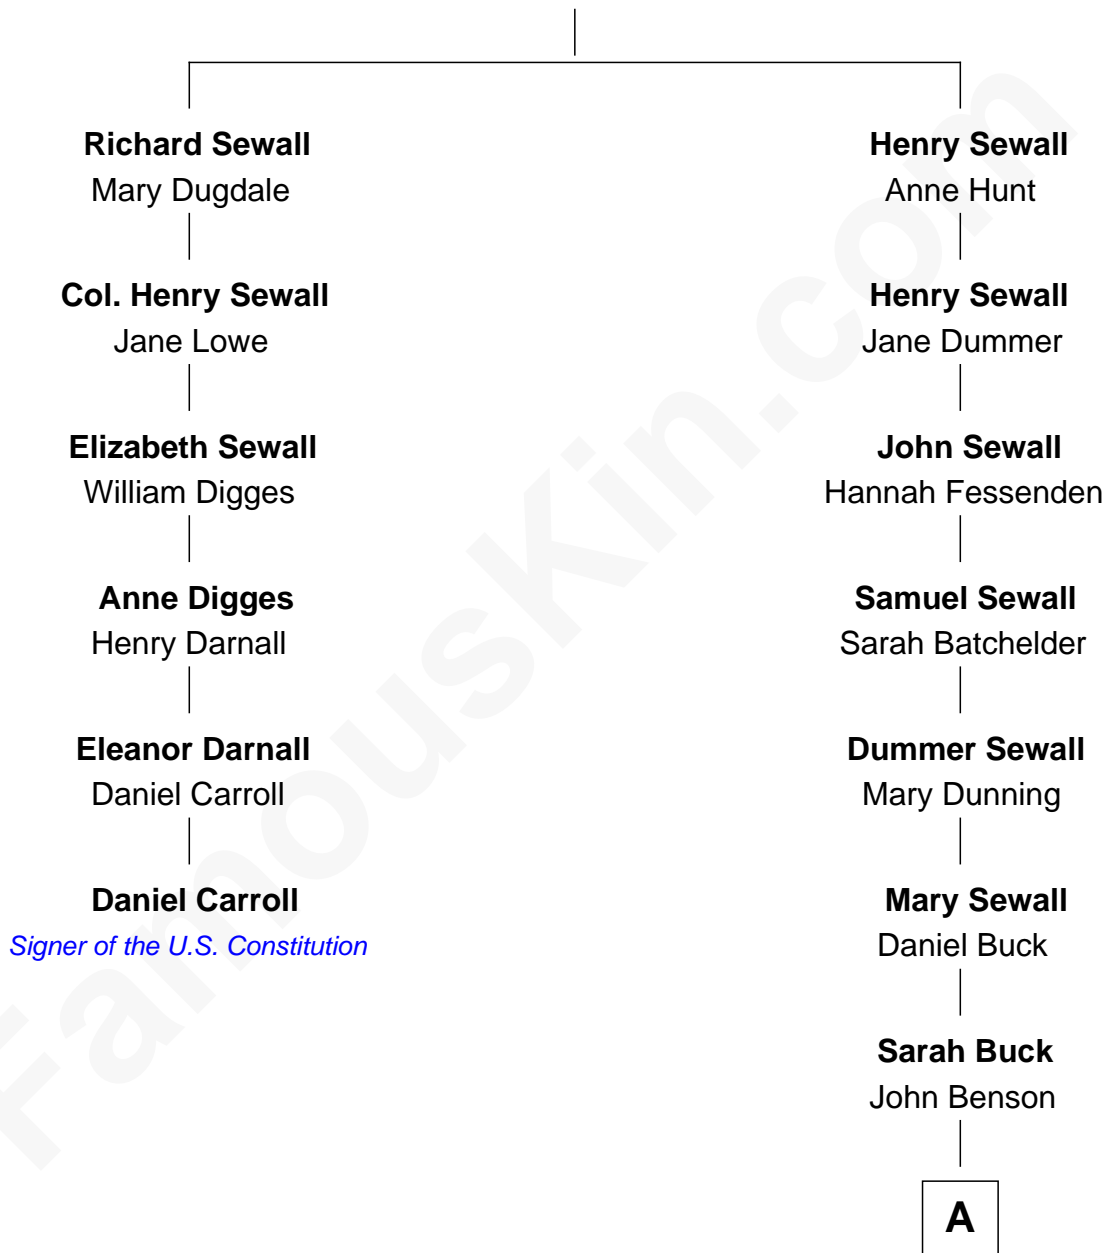 Richard Sewall
Mary Dugdale
Col. Henry Sewall
Jane Lowe
Elizabeth Sewall
William Digges
Anne Digges
Henry Darnall
Eleanor Darnall
Daniel Carroll
Daniel Carroll
Signer of the U.S. Constitution
Henry Sewall
Anne Hunt
Henry Sewall
Jane Dummer
John Sewall
Hannah Fessenden
Samuel Sewall
Sarah Batchelder
Dummer Sewall
Mary Dunning
Mary Sewall
Daniel Buck
Sarah Buck
John Benson
A
FamousKin.com